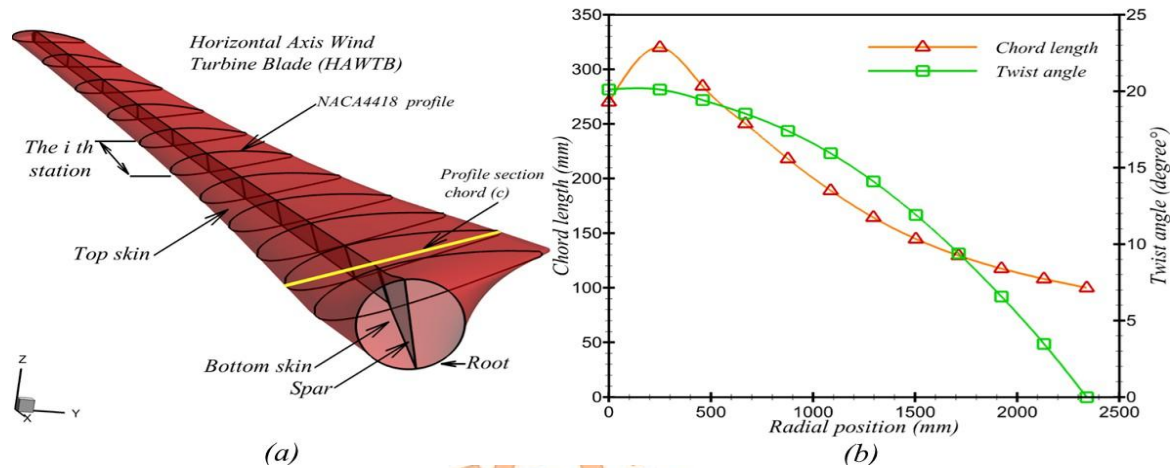 Horizontal Axis Wind
Turbine Blade (HAWTB)
NACA4418 profile
The i th
station
Profile section
chord (c)
Top skin
Bottom skin
Spar
Root
Z
Y
X
(a)
350
300
250
200
150
100
50
0
Chord length (mm)
Chord length
Twist angle
25
20
15
10
5
0
Twist angle (degree°)
0 500 1000 1500 2000 2500
Radial position (mm)
(b)